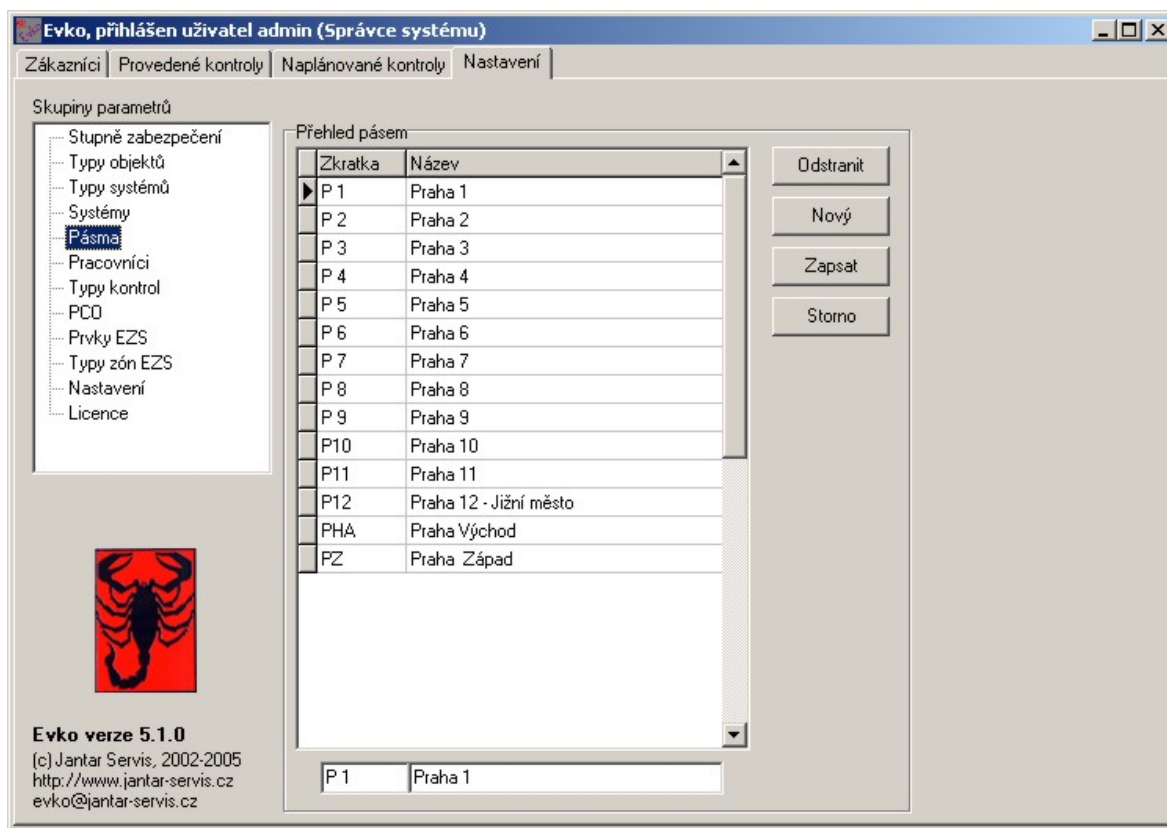 Evko, přihlášen uživatel admin (Správce systému)
Zákazníci Provedené kontroly Naplánované kontroly Nastavení
Skupiny parametrů
Stupně zabezpečení
Typy objektů
Typy systémů
Systémy
Pásma
Pracovníci
Typy kontrol
PCO
Prvky EZS
Typy zón EZS
Nastavení
Licence
Přehled pásem
Zkratka Název
P 1 Praha 1
P 2 Praha 2
P 3 Praha 3
P 4 Praha 4
P 5 Praha 5
P 6 Praha 6
P 7 Praha 7
P 8 Praha 8
P 9 Praha 9
P10 Praha 10
P11 Praha 11
P12 Praha 12 - Jižní město
PHA Praha Východ
PZ Praha Západ
P 1 Praha 1
Odstranit
Nový
Zapsat
Storno
Evko verze 5.1.0
(c) Jantar Servis, 2002-2005
http://www.jantar-servis.cz
evko@jantar-servis.cz